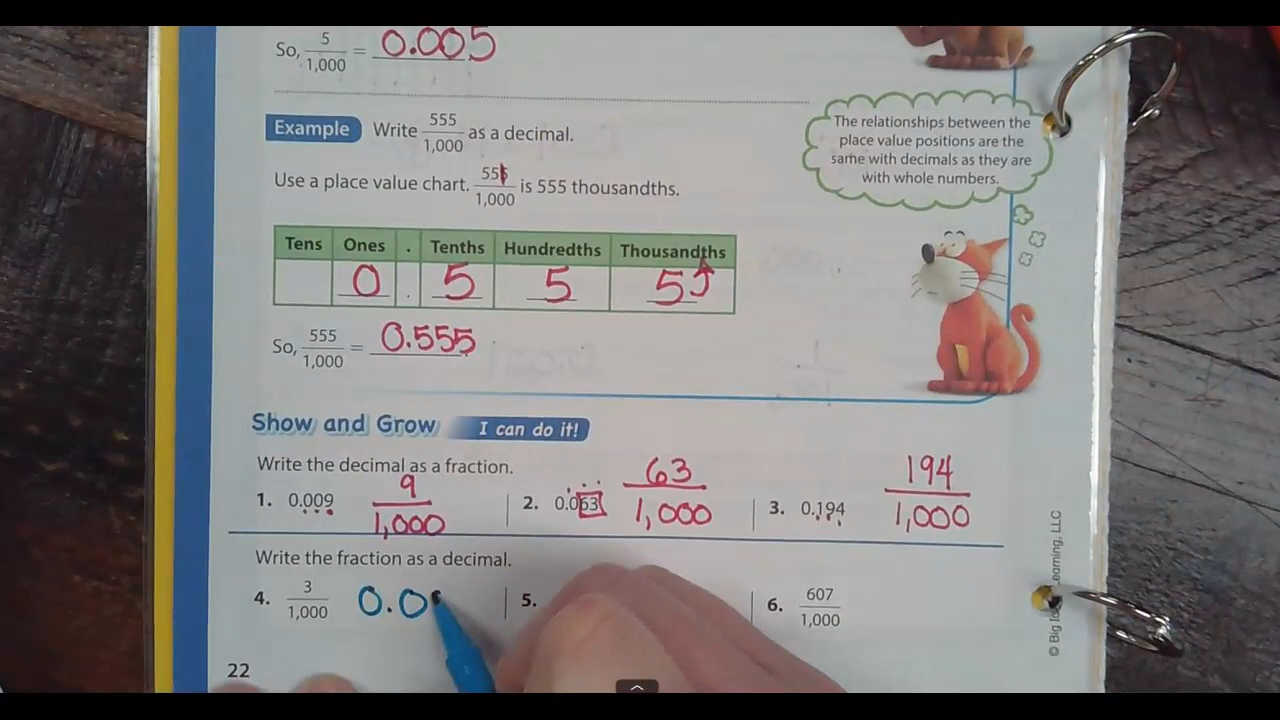 So, 5/1,000 = 0.005
Example Write 555/1,000 as a decimal.
The relationships between the
place value positions are the
same with decimals as they are
with whole numbers.
Use a place value chart. 555/1,000 is 555 thousandths.
Tens Ones . Tenths Hundredths Thousandths
0 . 5 5 5
So, 555/1,000 = 0.555
Show and Grow I can do it!
Write the decimal as a fraction.
1. 0.009 9/1,000 2. 0.063 63/1,000 3. 0.194 194/1,000
Write the fraction as a decimal.
4. 3/1,000 0.0 5. 6. 607/1,000
22